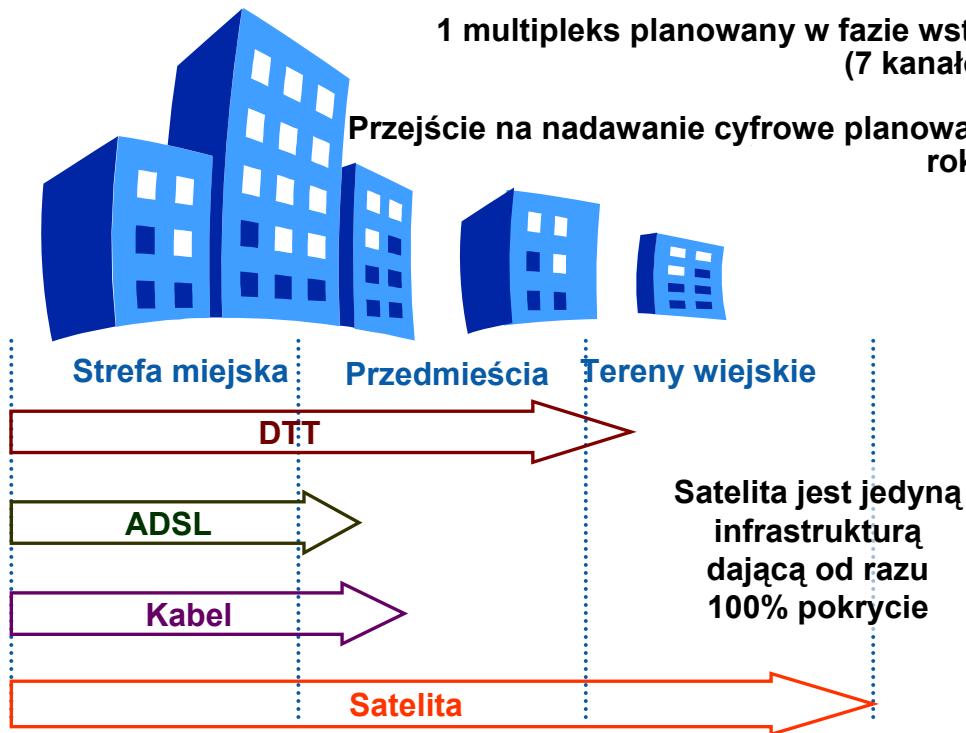 1 multipleks planowany w fazie wst
(7 kanał
Przejście na nadawanie cyfrowe planowa
rok
Strefa miejska
Przedmieścia
Tereny wiejskie
DTT
ADSL
Kabel
Satelita
Satelita jest jedyną
infrastrukturą
dającą od razu
100% pokrycie